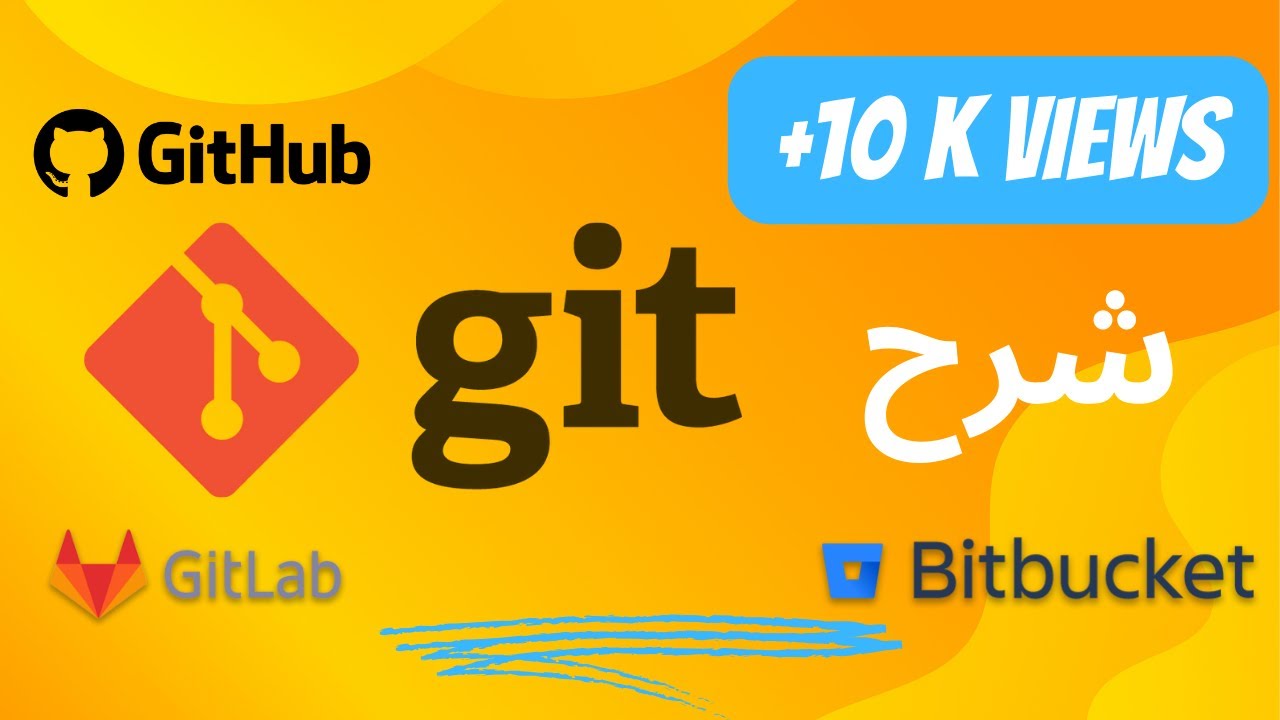 GitHub
+10 K VIEWS
git
شرح
GitLab
Bitbucket